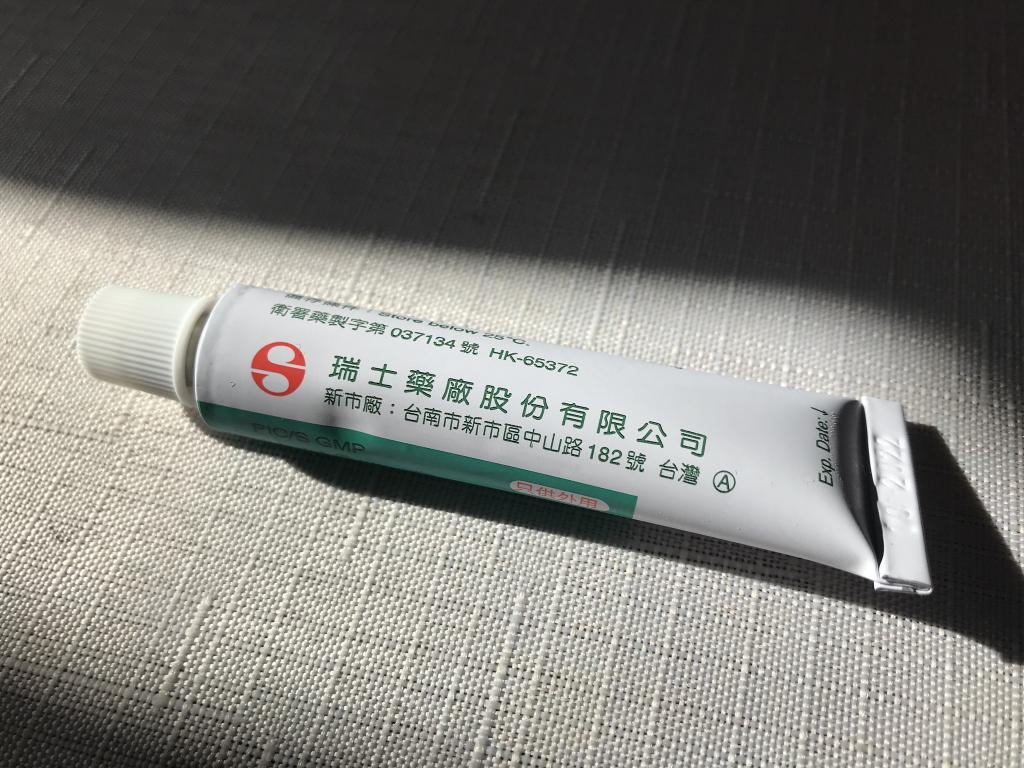 Store below 25°C.
衛署藥製字第 037134 號 HK-65372
瑞士藥廠股份有限公司
新市廠：台南市新市區中山路 182 號 台灣 Ⓐ
PIC/S GMP
只供外用
Exp. Date:↓